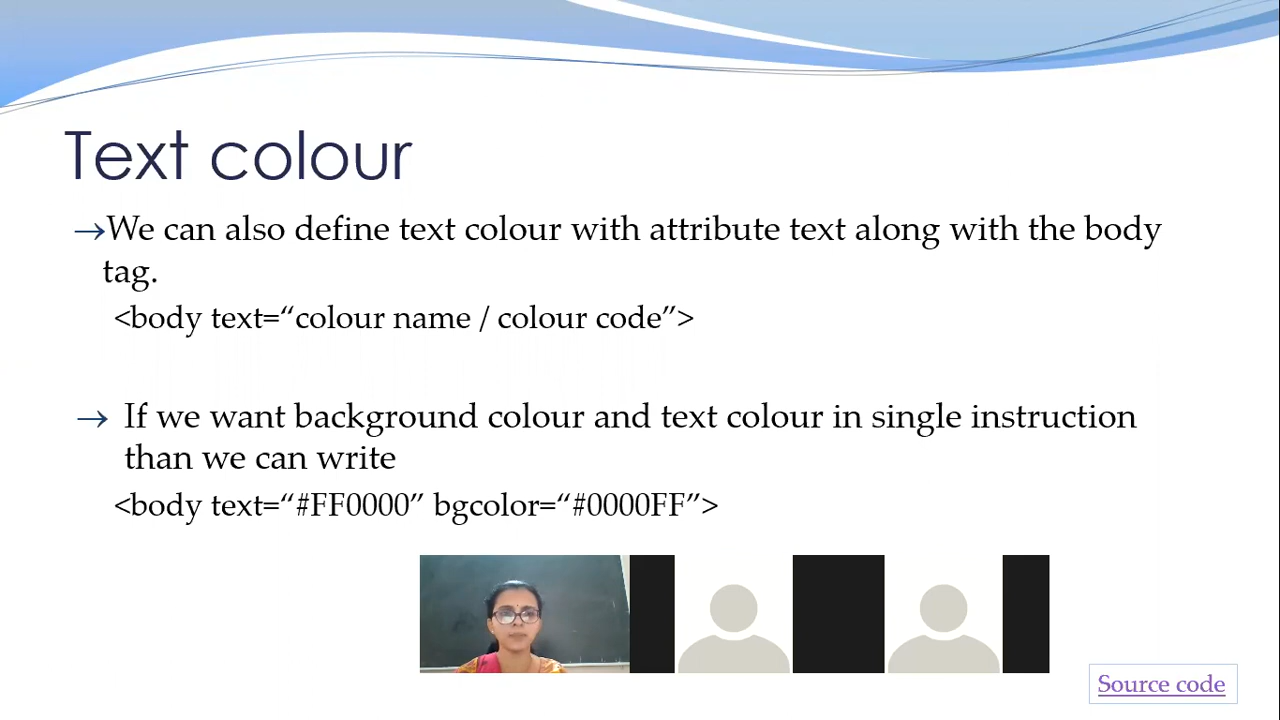 Text colour
→We can also define text colour with attribute text along with the body
tag.
<body text=“colour name / colour code”>
→ If we want background colour and text colour in single instruction
than we can write
<body text=“#FF0000” bgcolor=“#0000FF”>
Source code